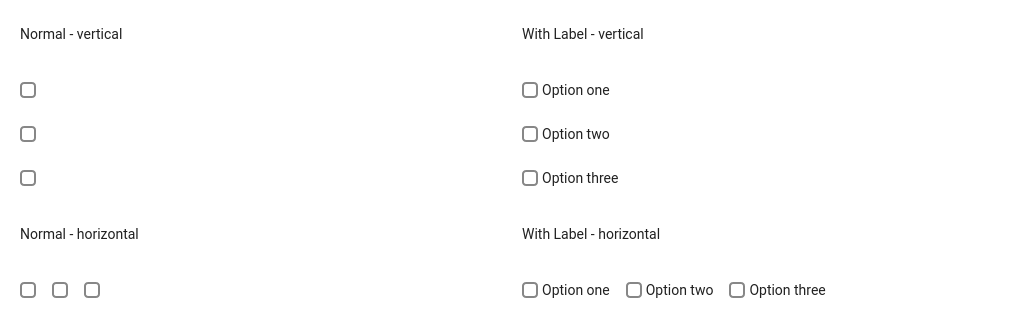 Normal - vertical
With Label - vertical
Option one
Option two
Option three
Normal - horizontal
With Label - horizontal
Option one Option two Option three